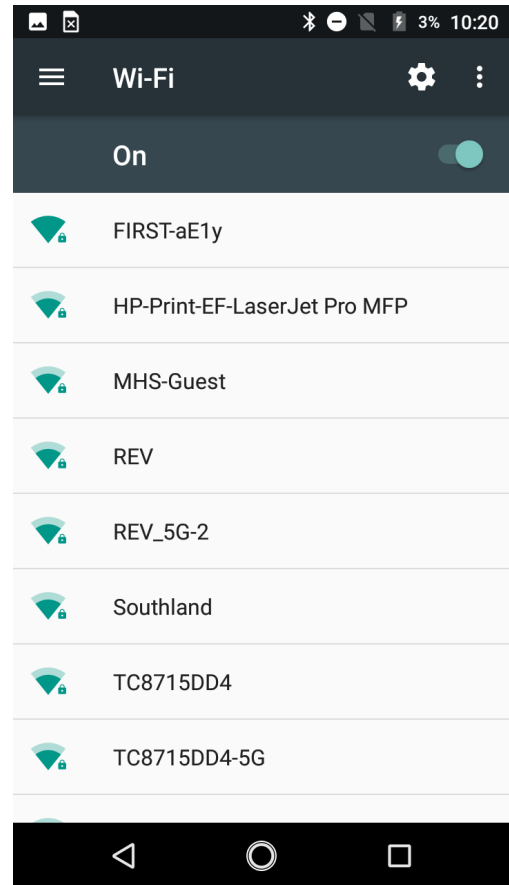 3% 10:20
Wi-Fi
On
FIRST-aE1y
HP-Print-EF-LaserJet Pro MFP
MHS-Guest
REV
REV_5G-2
Southland
TC8715DD4
TC8715DD4-5G